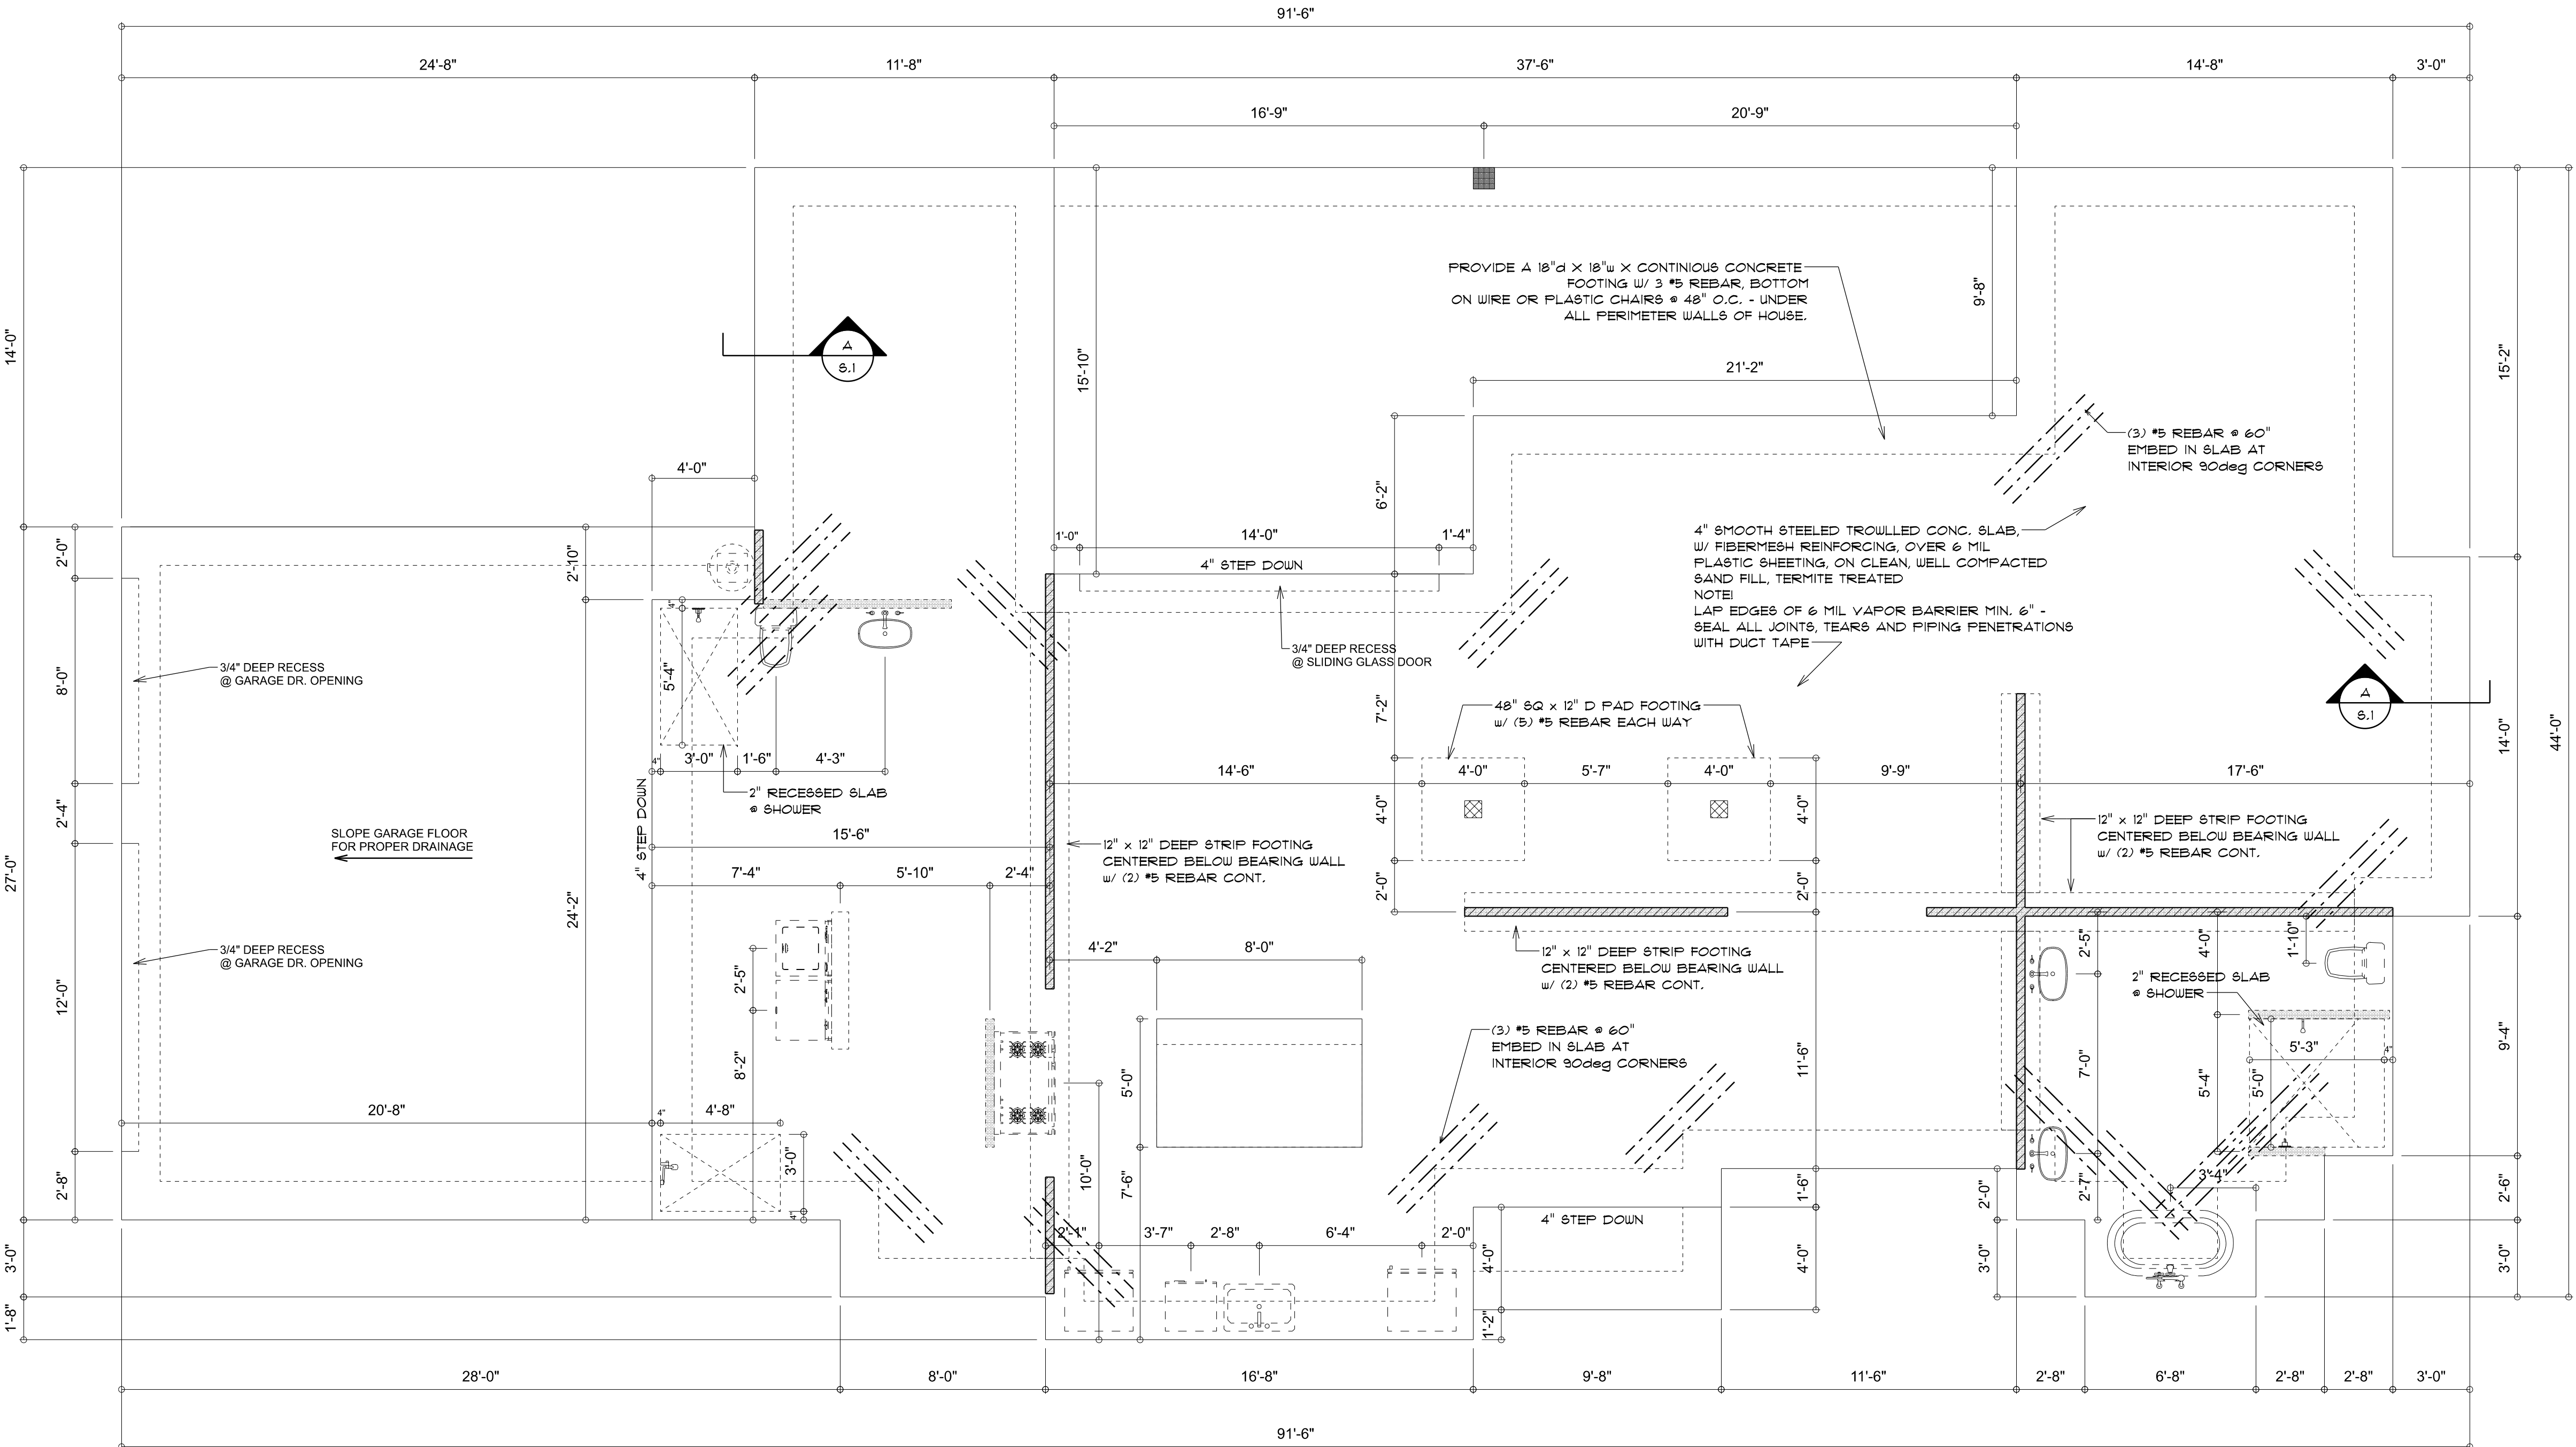 91'-6"
24'-8" 11'-8" 37'-6" 14'-8" 3'-0"
16'-9" 20'-9"
14'-0"
A
S.1
15'-10"
9'-8"
15'-2"
PROVIDE A 18"d X 18"w X CONTINIOUS CONCRETE
FOOTING W/ 3 #5 REBAR, BOTTOM
ON WIRE OR PLASTIC CHAIRS @ 48" O.C. - UNDER
ALL PERIMETER WALLS OF HOUSE.
21'-2"
(3) #5 REBAR @ 60"
EMBED IN SLAB AT
INTERIOR 90deg CORNERS
4'-0"
6'-2"
2'-0"
2'-10"
1'-0" 14'-0" 1'-4"
4" STEP DOWN
4" SMOOTH STEELED TROWLLED CONC. SLAB,
W/ FIBERMESH REINFORCING, OVER 6 MIL
PLASTIC SHEETING, ON CLEAN, WELL COMPACTED
SAND FILL, TERMITE TREATED
NOTE!
LAP EDGES OF 6 MIL VAPOR BARRIER MIN. 6" -
SEAL ALL JOINTS, TEARS AND PIPING PENETRATIONS
WITH DUCT TAPE
4"
3/4" DEEP RECESS
@ SLIDING GLASS DOOR
8'-0"
3/4" DEEP RECESS
@ GARAGE DR. OPENING
5'-4"
7'-2"
48" SQ x 12" D PAD FOOTING
w/ (5) #5 REBAR EACH WAY
A
S.1
14'-0"
44'-0"
4" 3'-0" 1'-6" 4'-3"
14'-6" 4'-0" 5'-7" 4'-0" 9'-9" 17'-6"
2" RECESSED SLAB
@ SHOWER
2'-4"
4" STEP DOWN
4'-0"
4'-0"
SLOPE GARAGE FLOOR
FOR PROPER DRAINAGE
15'-6"
12" x 12" DEEP STRIP FOOTING
CENTERED BELOW BEARING WALL
w/ (2) #5 REBAR CONT.
12" x 12" DEEP STRIP FOOTING
CENTERED BELOW BEARING WALL
w/ (2) #5 REBAR CONT.
27'-0"
7'-4" 5'-10" 2'-4"
24'-2"
2'-0"
2'-0"
3/4" DEEP RECESS
@ GARAGE DR. OPENING
12'-0"
2'-5"
4'-2" 8'-0"
12" x 12" DEEP STRIP FOOTING
CENTERED BELOW BEARING WALL
w/ (2) #5 REBAR CONT.
2'-5"
4'-0"
1'-10"
2" RECESSED SLAB
@ SHOWER
(3) #5 REBAR @ 60"
EMBED IN SLAB AT
INTERIOR 90deg CORNERS
8'-2"
5'-0"
11'-6"
7'-0"
5'-3" 4"
5'-4"
5'-0"
9'-4"
20'-8" 4" 4'-8"
3'-0"
4"
2'-8"
10'-0"
7'-6"
1'-6"
2'-0"
2'-7"
3'-4"
2'-6"
4" STEP DOWN
2'-1" 3'-7" 2'-8" 6'-4" 2'-0"
3'-0"
4'-0"
4'-0"
3'-0"
3'-0"
1'-8"
1'-2"
28'-0" 8'-0" 16'-8" 9'-8" 11'-6" 2'-8" 6'-8" 2'-8" 2'-8" 3'-0"
91'-6"